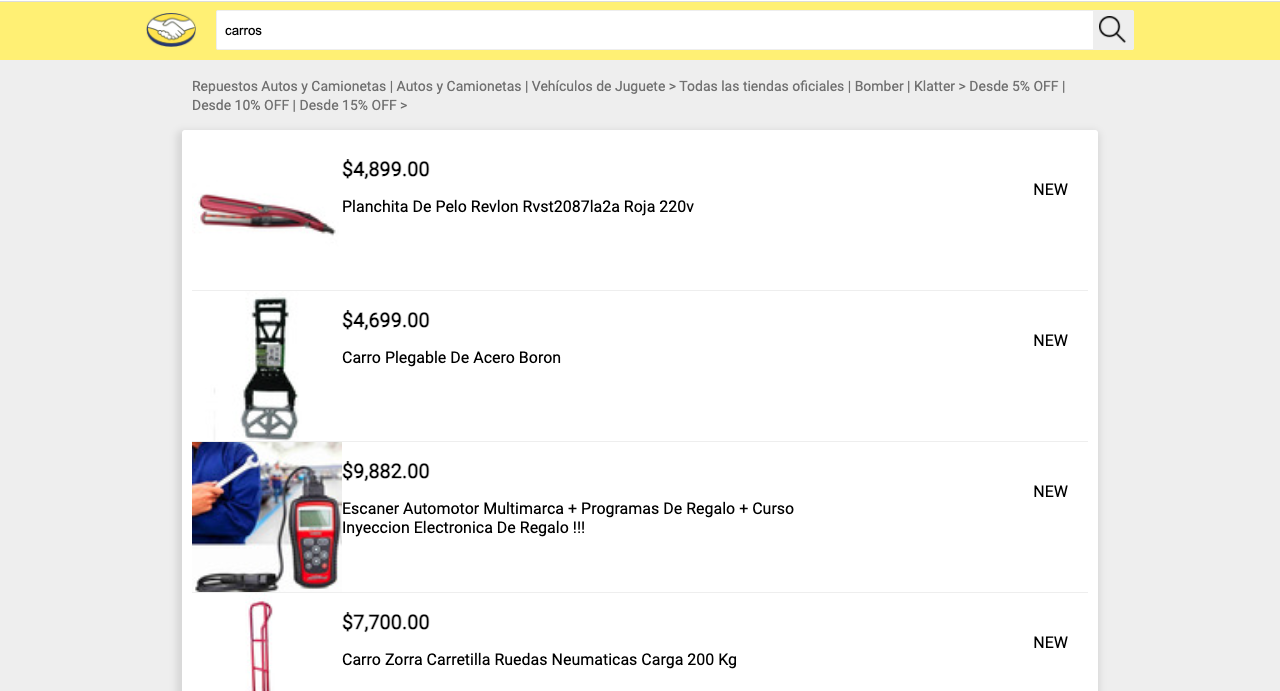 carros
Repuestos Autos y Camionetas | Autos y Camionetas | Vehículos de Juguete > Todas las tiendas oficiales | Bomber | Klatter > Desde 5% OFF |
Desde 10% OFF | Desde 15% OFF >
$4,899.00
NEW
Planchita De Pelo Revlon Rvst2087la2a Roja 220v
$4,699.00
NEW
Carro Plegable De Acero Boron
$9,882.00
NEW
Escaner Automotor Multimarca + Programas De Regalo + Curso
Inyeccion Electronica De Regalo !!!
$7,700.00
NEW
Carro Zorra Carretilla Ruedas Neumaticas Carga 200 Kg